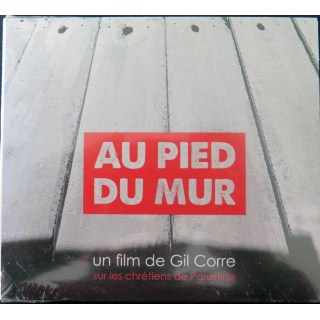 AU PIED
DU MUR
un film de Gil Corre
sur les chrétiens de Palestine